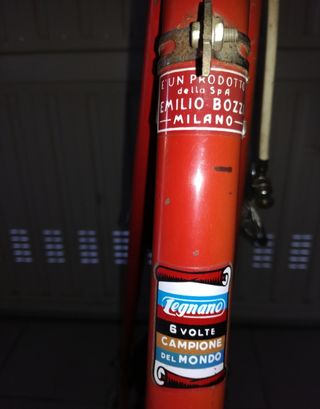 È UN PRODOTTO
della SpA
EMILIO BOZZI
MILANO
Legnano
6 VOLTE
CAMPIONE
DEL MONDO